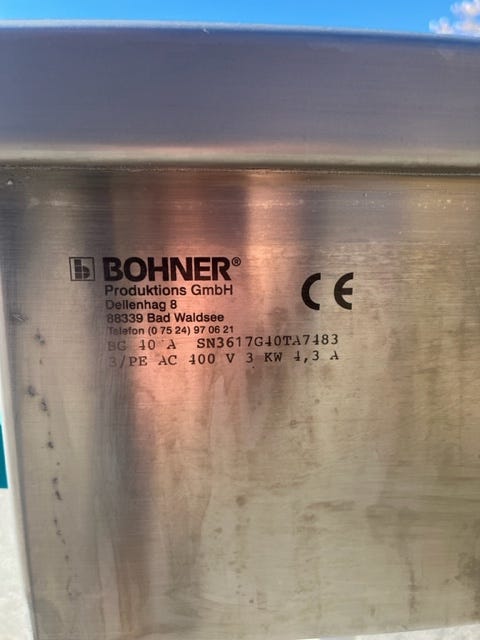 BOHNER®
Produktions GmbH
Dellenhag 8
88339 Bad Waldsee
Telefon (0 75 24) 97 06 21
BG 40 A SN3617G40TA7483
3/PE AC 400 V 3 KW 4,3 A
CE